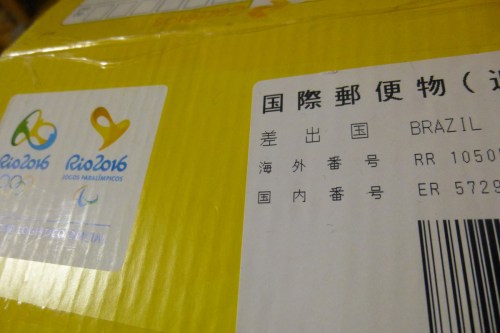 Rio2016
Rio2016
JOGOS PARALÍMPICOS
国際郵便物(
差出国 BRAZIL
海外番号 RR 10505
国内番号 ER 5729